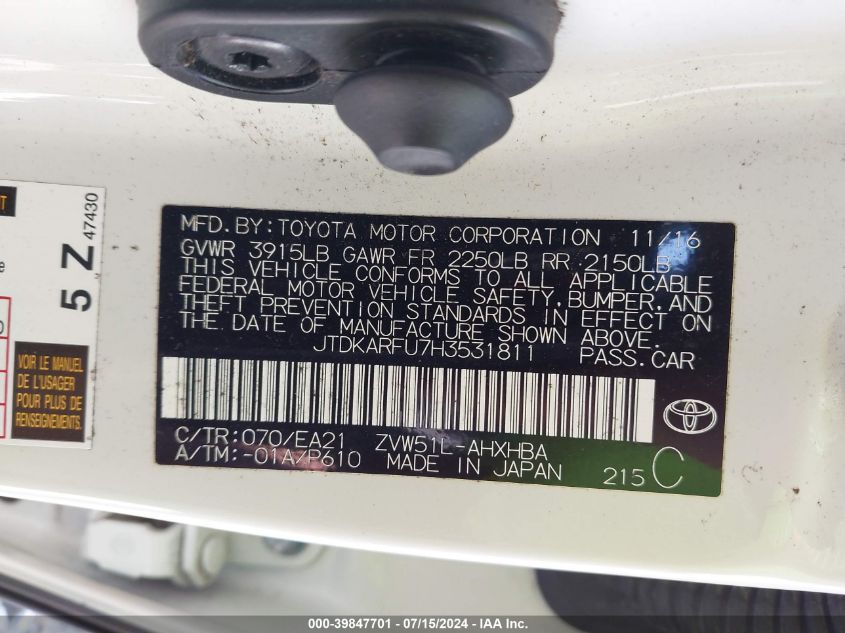 MFD. BY: TOYOTA MOTOR CORPORATION 11/16
GVWR 3915LB GAWR FR 2250LB RR 2150LB
THIS VEHICLE CONFORMS TO ALL APPLICABLE
FEDERAL MOTOR VEHICLE SAFETY, BUMPER, AND
THEFT PREVENTION STANDARDS IN EFFECT ON
THE DATE OF MANUFACTURE SHOWN ABOVE.
JTDKARFU7H3531811 PASS. CAR
C/TR: 070/EA21 ZVW51L-AHXHBA
A/TM: -01A/P610 MADE IN JAPAN 215 C
5 Z
47430
VOIR LE MANUEL
D'L'USAGER
POUR PLUS DE
RENSEIGNEMENTS.
000-39847701 - 07/15/2024 - IAA Inc.